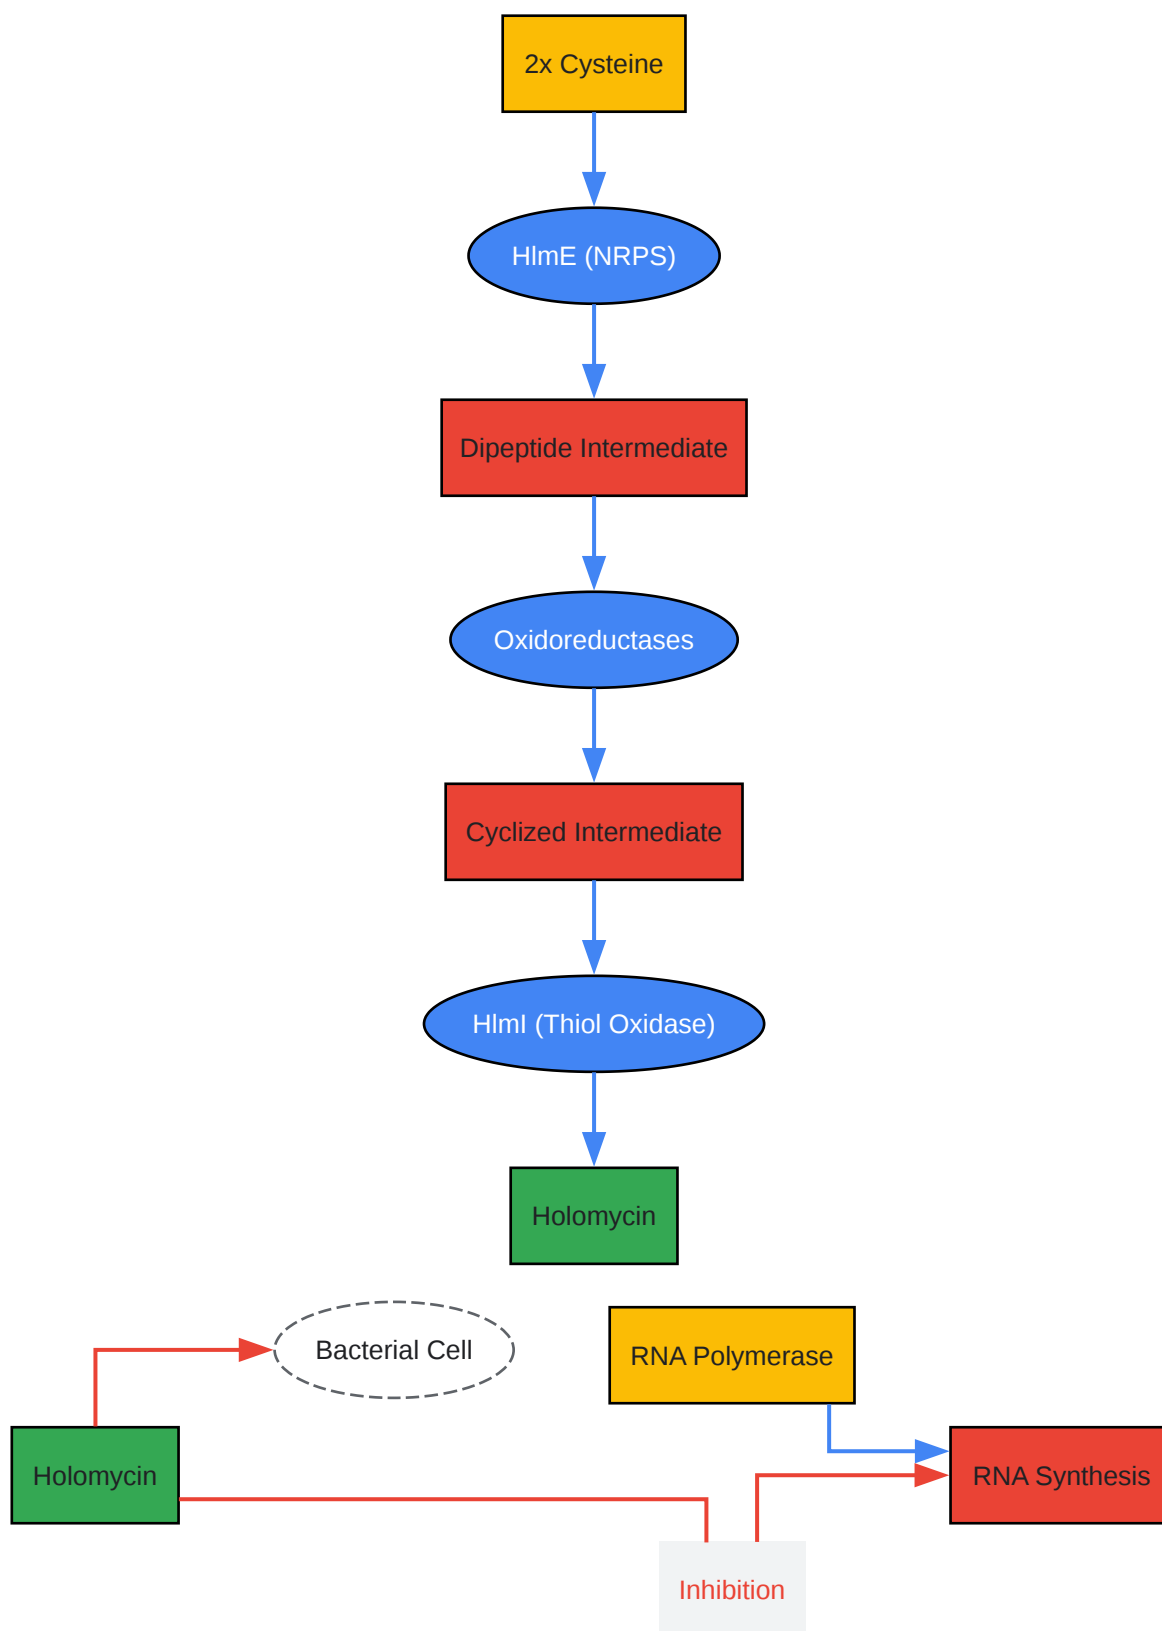 2x Cysteine
HlmE (NRPS)
Dipeptide Intermediate
Oxidoreductases
Cyclized Intermediate
HlmI (Thiol Oxidase)
Holomycin
Bacterial Cell
RNA Polymerase
Holomycin
RNA Synthesis
Inhibition